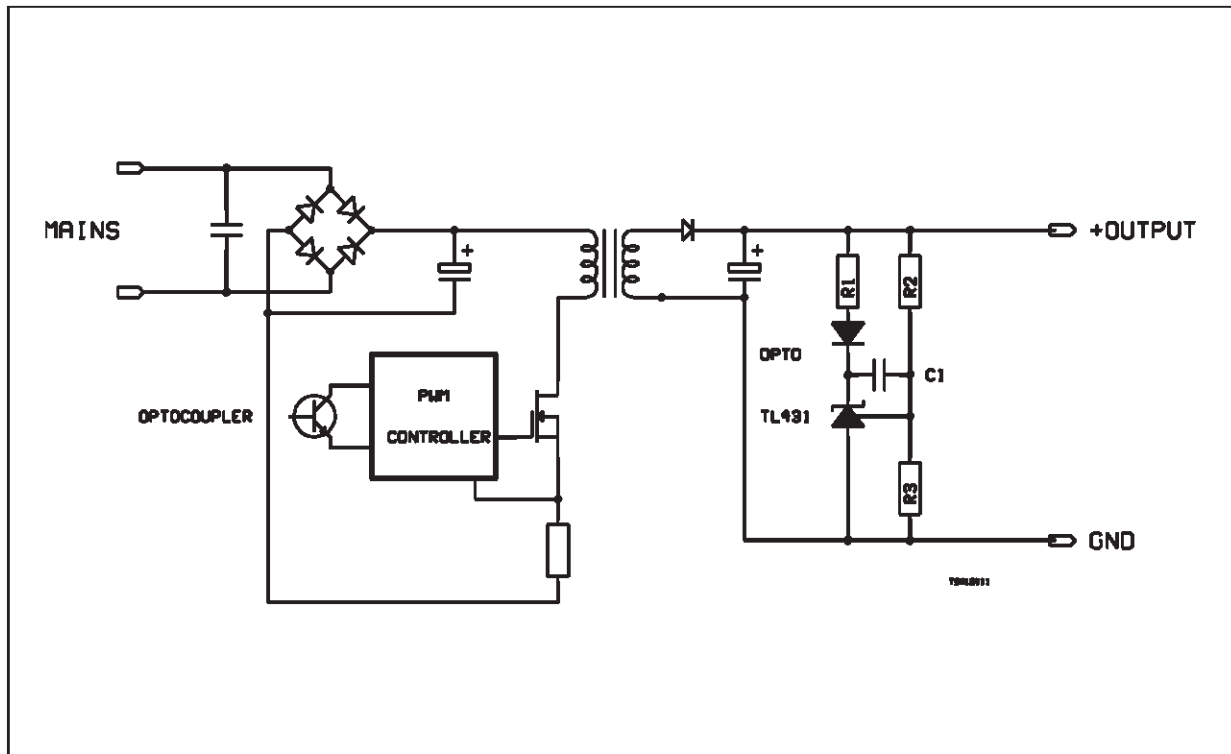 MAINS
+OUTPUT
R1
R2
OPTO
C1
PWM
OPTOCOUPLER
TL431
CONTROLLER
R3
GND